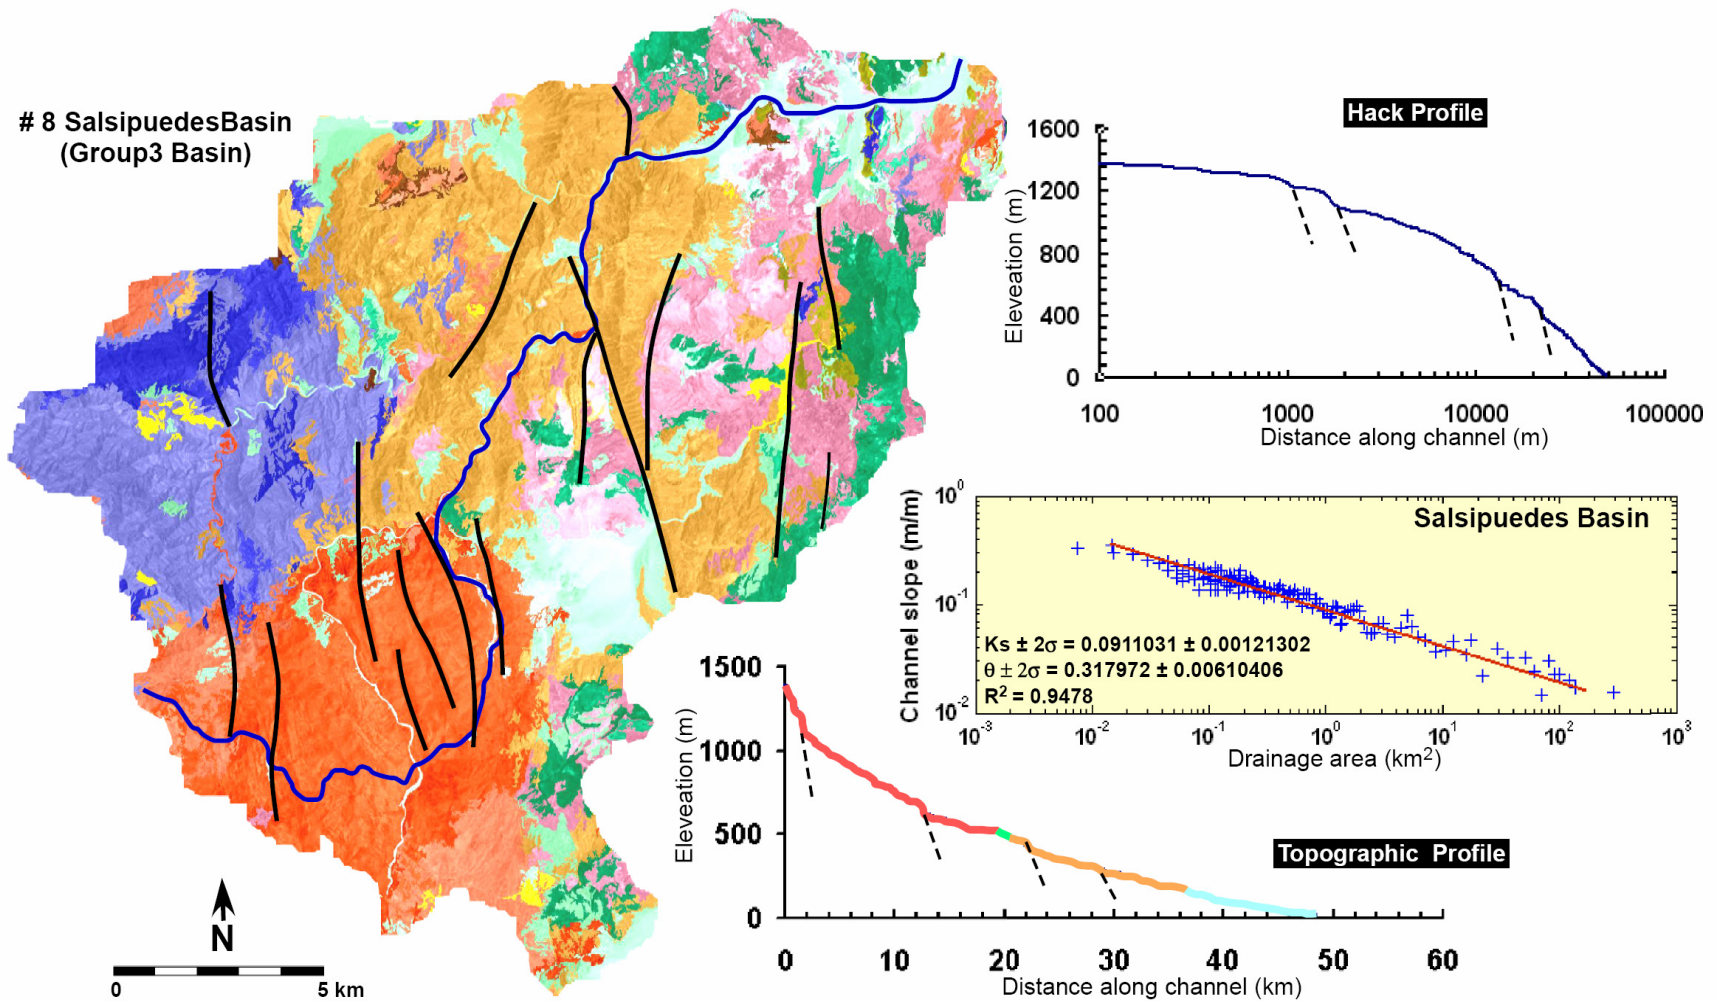 # 8 SalsipuedesBasin
(Group3 Basin)
N
0 5 km
Hack Profile
Eleveation (m)
1600
1200
800
400
0
100 1000 10000 100000
Distance along channel (m)
Salsipuedes Basin
Channel slope (m/m)
10⁰
10⁻¹
10⁻²
Ks ± 2σ = 0.0911031 ± 0.00121302
θ ± 2σ = 0.317972 ± 0.00610406
R² = 0.9478
10⁻³ 10⁻² 10⁻¹ 10⁰ 10¹ 10² 10³
Drainage area (km²)
Topographic Profile
Eleveation (m)
1500
1000
500
0
0 10 20 30 40 50 60
Distance along channel (km)